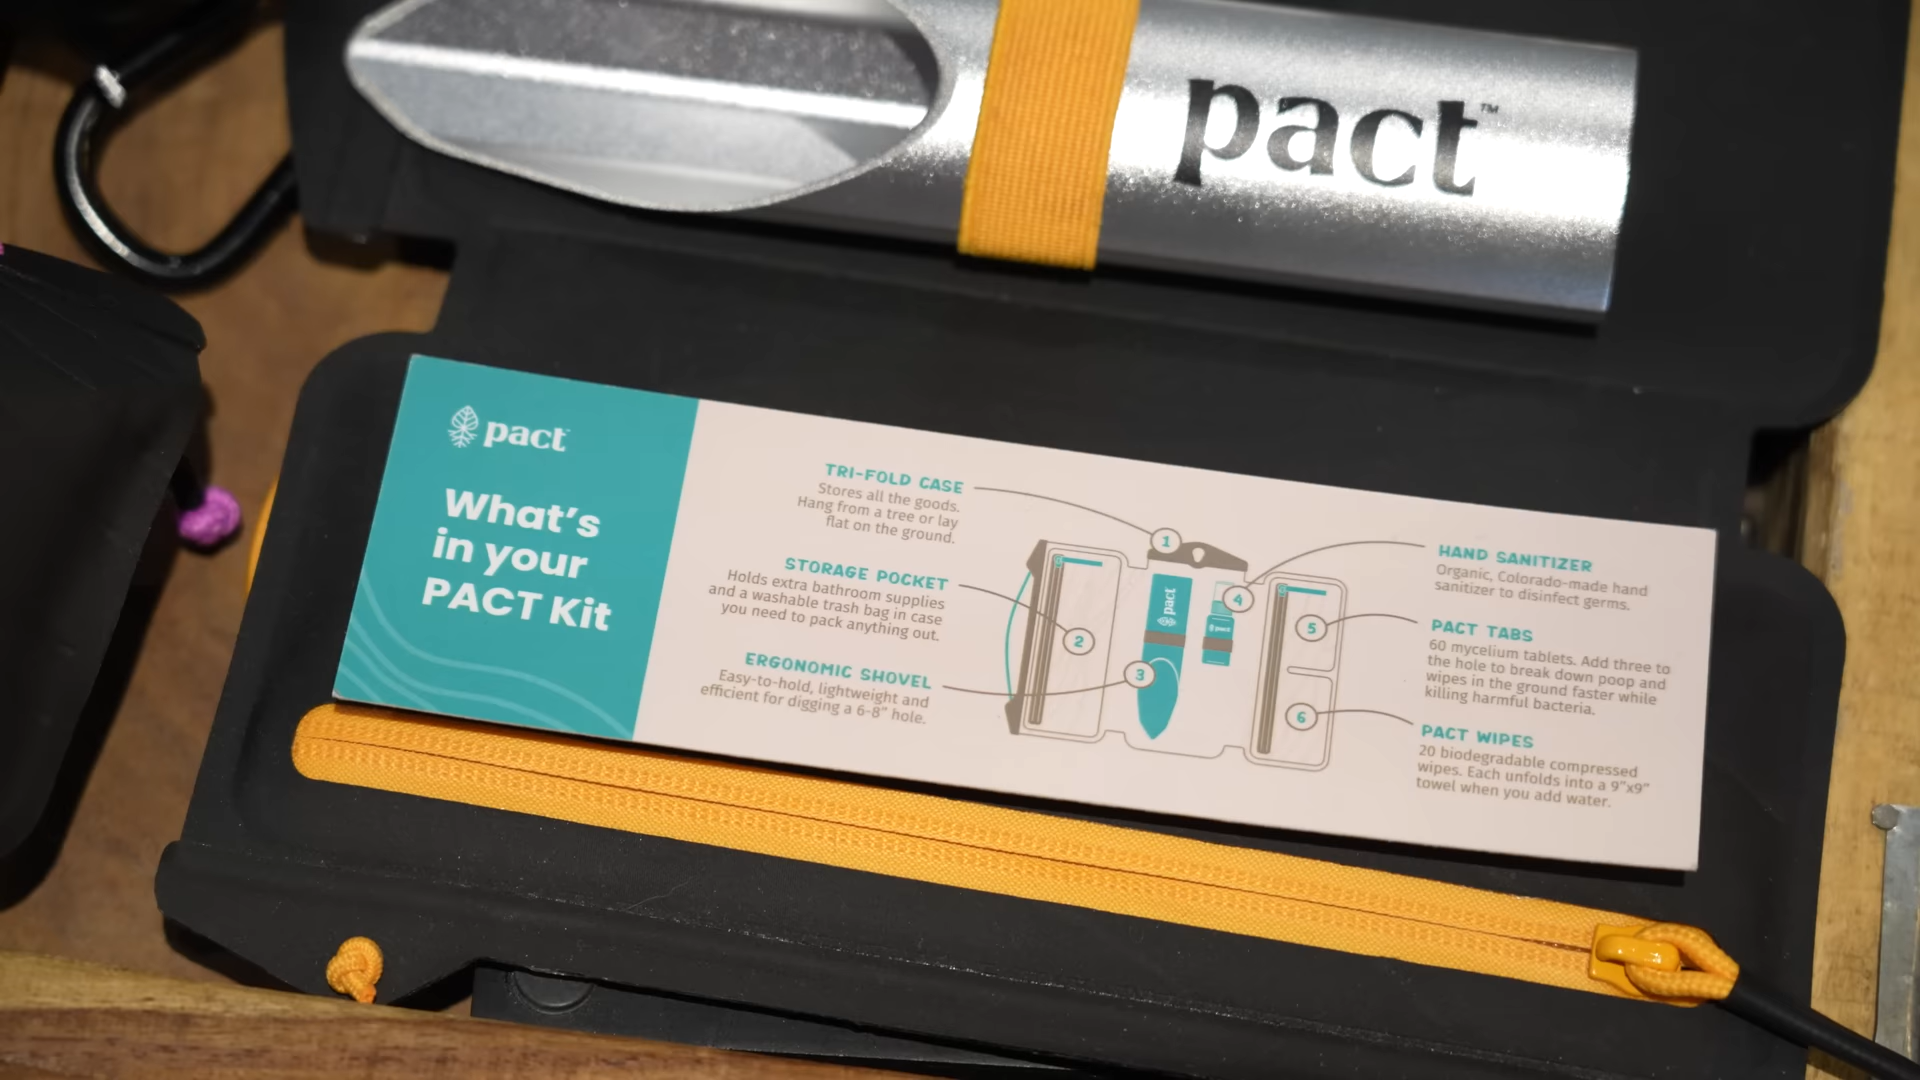 pact™
pact
What's
in your
PACT Kit
TRI-FOLD CASE
Stores all the goods.
Hang from a tree or lay
flat on the ground.
STORAGE POCKET
Holds extra bathroom supplies
and a washable trash bag in case
you need to pack anything out.
ERGONOMIC SHOVEL
Easy-to-hold, lightweight and
efficient for digging a 6-8" hole.
1
2
3
4
5
6
pact
pact
HAND SANITIZER
Organic, Colorado-made hand
sanitizer to disinfect germs.
PACT TABS
60 mycelium tablets. Add three to
the hole to break down poop and
wipes in the ground faster while
killing harmful bacteria.
PACT WIPES
20 biodegradable compressed
wipes. Each unfolds into a 9"x9"
towel when you add water.